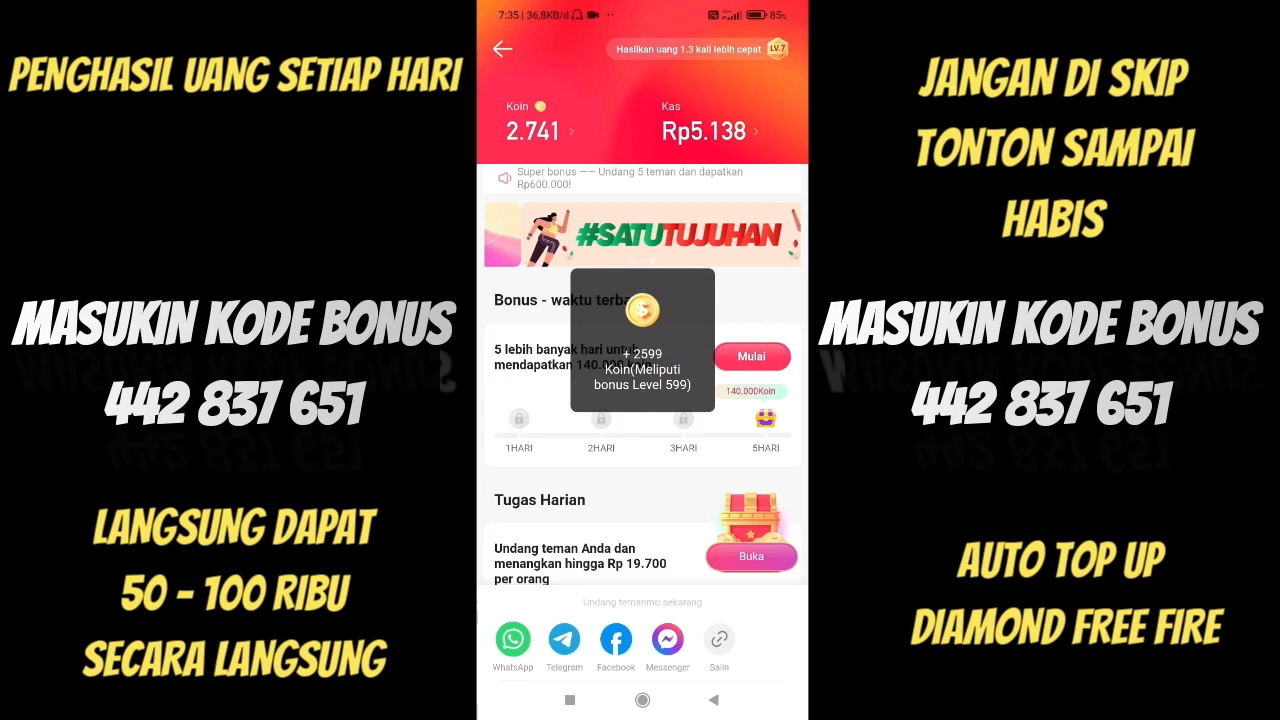 PENGHASIL UANG SETIAP HARI
MASUKIN KODE BONUS
442 837 651
LANGSUNG DAPAT
50 - 100 RIBU
SECARA LANGSUNG
7:35 | 36,8KB/d
85%
Hasilkan uang 1.3 kali lebih cepat LV.7
Koin
Kas
2.741
Rp5.138
Super bonus —— Undang 5 teman dan dapatkan
Rp600.000!
#SATUTUJUHAN
Bonus - waktu terba
5 lebih banyak hari untuk
mendapatkan 140.000 koin
Mulai
+ 2599
Koin(Meliputi
bonus Level 599)
140.000Koin
1HARI
2HARI
3HARI
5HARI
Tugas Harian
Undang teman Anda dan
menangkan hingga Rp 19.700
per orang
Buka
Undang temanmu sekarang
WhatsApp
Telegram
Facebook
Messenger
Salin
JANGAN DI SKIP
TONTON SAMPAI
HABIS
MASUKIN KODE BONUS
442 837 651
AUTO TOP UP
DIAMOND FREE FIRE